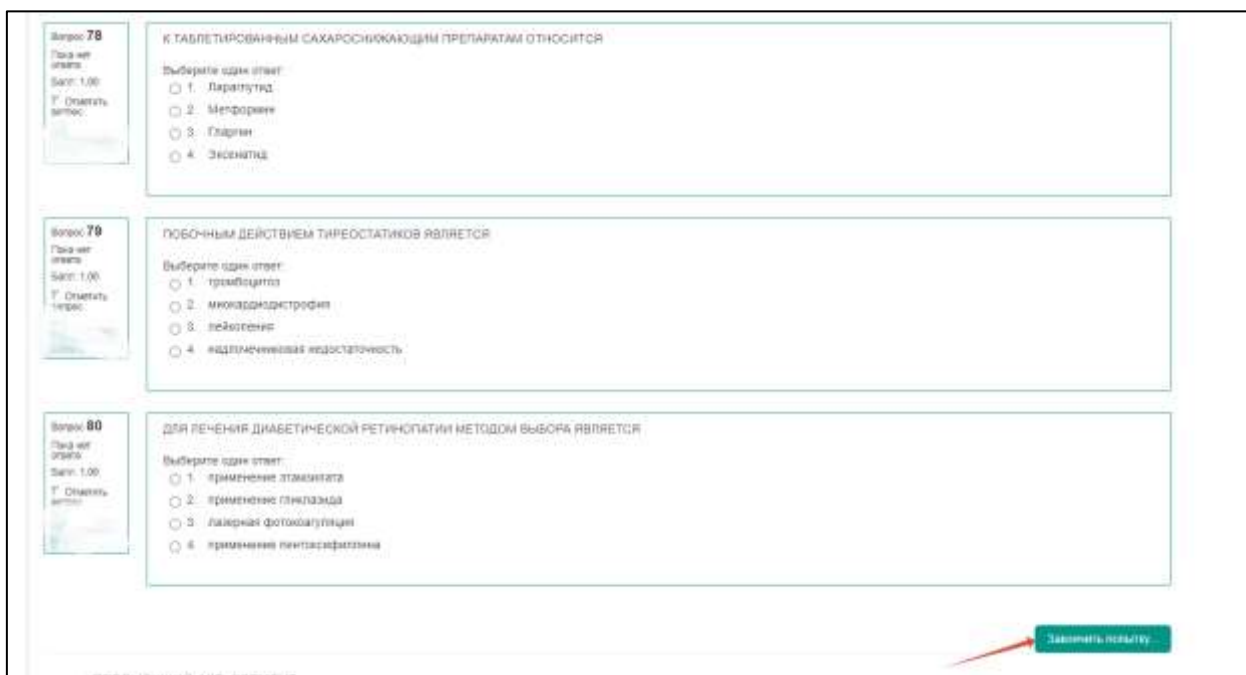 Вопрос 78
Пока нет
ответа
Балл: 1,00
Отметить
вопрос
К ТАБЛЕТИРОВАННЫМ САХАРОСНИЖАЮЩИМ ПРЕПАРАТАМ ОТНОСИТСЯ
Выберите один ответ:
1. Лираглутид
2. Метформин
3. Гларгин
4. Эксенатид
Вопрос 79
Пока нет
ответа
Балл: 1,00
Отметить
вопрос
ПОБОЧНЫМ ДЕЙСТВИЕМ ТИРЕОСТАТИКОВ ЯВЛЯЕТСЯ
Выберите один ответ:
1. тромбоцитоз
2. миокардиодистрофия
3. лейкопения
4. надпочечниковая недостаточность
Вопрос 80
Пока нет
ответа
Балл: 1,00
Отметить
вопрос
ДЛЯ ЛЕЧЕНИЯ ДИАБЕТИЧЕСКОЙ РЕТИНОПАТИИ МЕТОДОМ ВЫБОРА ЯВЛЯЕТСЯ
Выберите один ответ:
1. применение этамзилата
2. применение гликлазида
3. лазерная фотокоагуляция
4. применение пентоксифиллина
Закончить попытку...